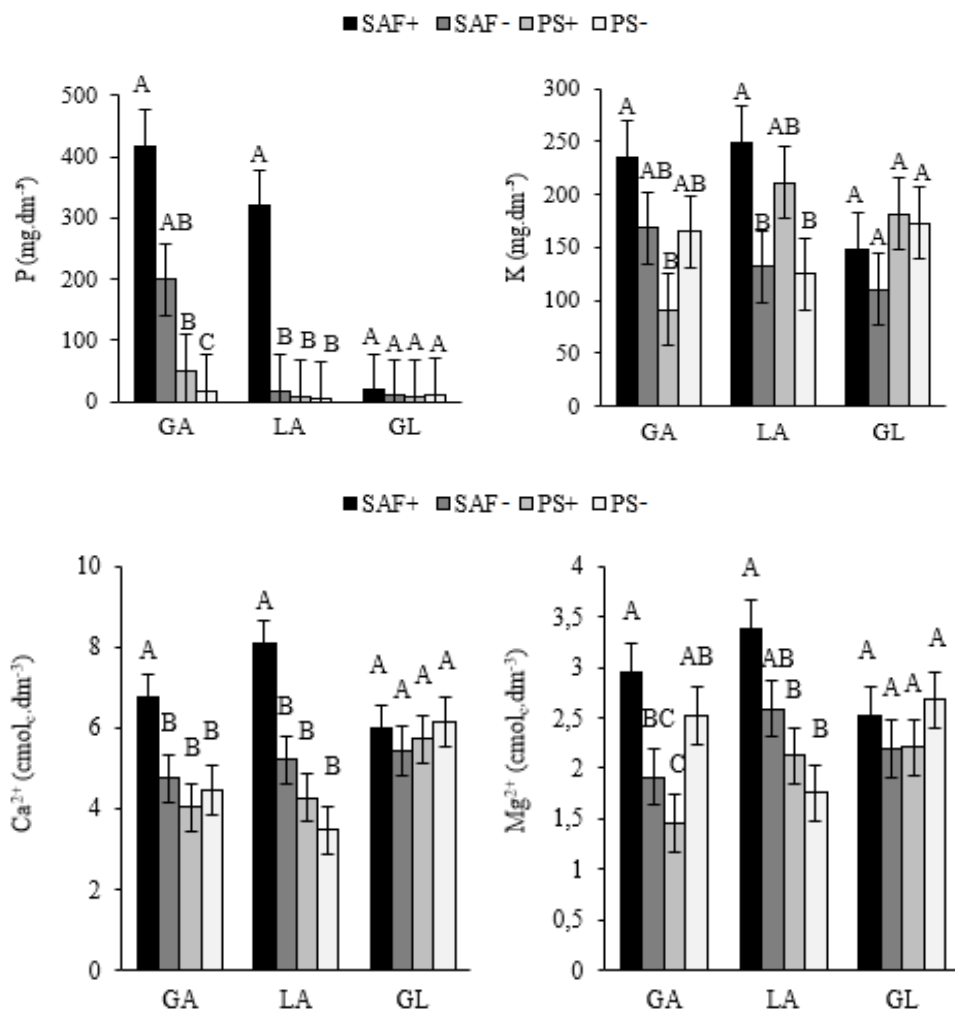 SAF+ SAF- PS+ PS-
P (mg.dm⁻³)
500
400
300
200
100
0
A
AB
B
C
A
B
B
B
A
A
A
A
GA LA GL
K (mg.dm⁻³)
300
250
200
150
100
50
0
A
AB
B
AB
A
B
AB
B
A
A
A
A
GA LA GL
SAF+ SAF- PS+ PS-
Ca²⁺ (cmol꜀.dm⁻³)
10
8
6
4
2
0
A
B
B
B
A
B
B
B
A
A
A
A
GA LA GL
Mg²⁺ (cmol꜀.dm⁻³)
4
3,5
3
2,5
2
1,5
1
0,5
0
A
BC
C
AB
A
AB
B
B
A
A
A
A
GA LA GL